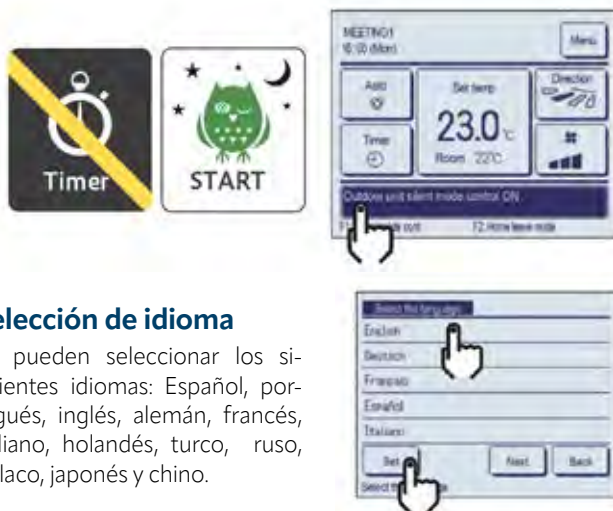 Timer
START
MEETING1
16:00 (Mon)
Menu
Auto
Set temp
Direction
23.0 °C
Timer
Room 22°C
Outdoor unit silent mode control ON
F2: Home leave mode
elección de idioma
pueden seleccionar los si-
ientes idiomas: Español, por-
gués, inglés, alemán, francés,
liano, holandés, turco, ruso,
laco, japonés y chino.
Select the language
English
Deutsch
Français
Español
Italiano
Set
Next
Back